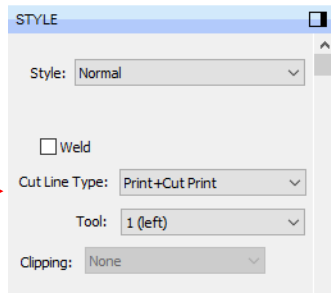 STYLE
Style: Normal
Weld
Cut Line Type: Print+Cut Print
Tool: 1 (left)
Clipping: None